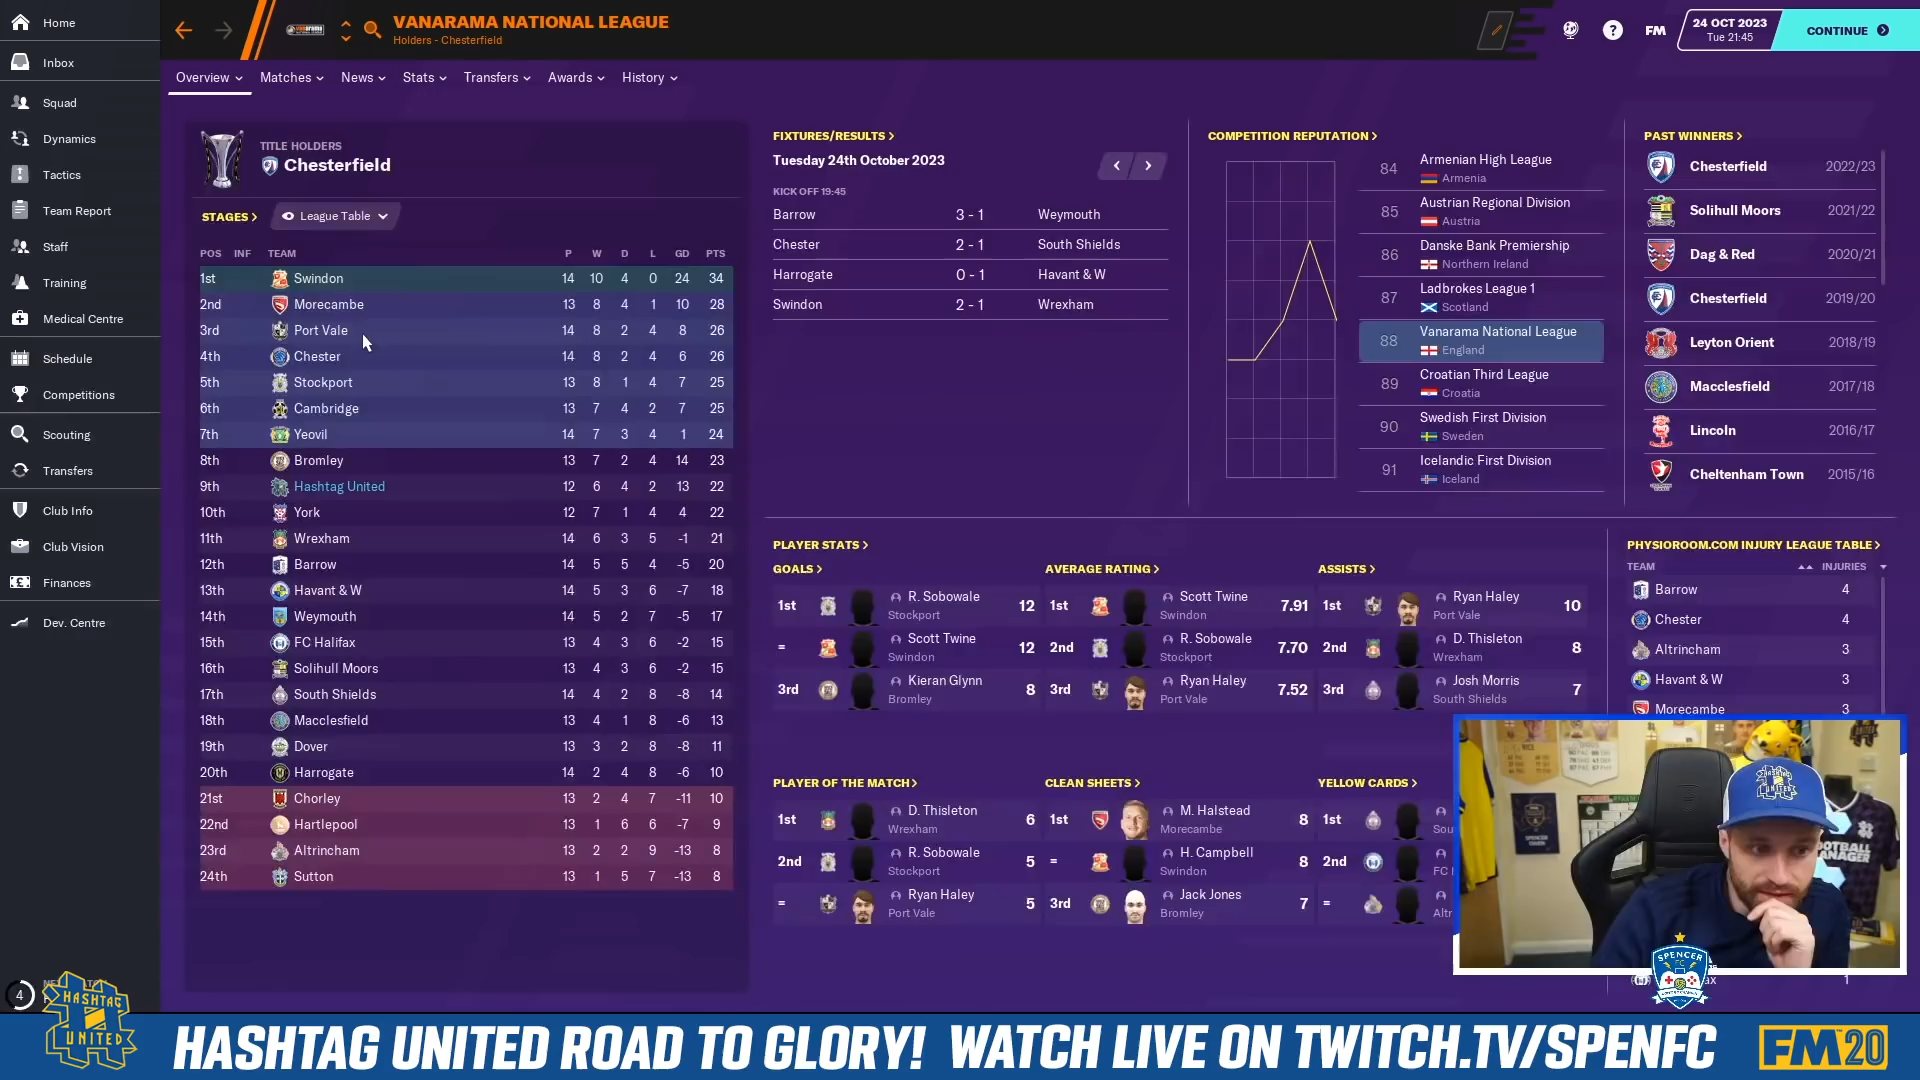 Home
Inbox
Squad
Dynamics
Tactics
Team Report
Staff
Training
Medical Centre
Schedule
Competitions
Scouting
Transfers
Club Info
Club Vision
Finances
Dev. Centre
VANARAMA NATIONAL LEAGUE
Holders - Chesterfield
? FM
24 OCT 2023
Tue 21:45
CONTINUE
Overview Matches News Stats Transfers Awards History
TITLE HOLDERS
Chesterfield
STAGES > League Table
POS INF TEAM P W D L GD PTS
1st Swindon 14 10 4 0 24 34
2nd Morecambe 13 8 4 1 10 28
3rd Port Vale 14 8 2 4 8 26
4th Chester 14 8 2 4 6 26
5th Stockport 13 8 1 4 7 25
6th Cambridge 13 7 4 2 7 25
7th Yeovil 14 7 3 4 1 24
8th Bromley 13 7 2 4 14 23
9th Hashtag United 12 6 4 2 13 22
10th York 12 7 1 4 4 22
11th Wrexham 14 6 3 5 -1 21
12th Barrow 14 5 5 4 -5 20
13th Havant & W 14 5 3 6 -7 18
14th Weymouth 14 5 2 7 -5 17
15th FC Halifax 13 4 3 6 -2 15
16th Solihull Moors 13 4 3 6 -2 15
17th South Shields 14 4 2 8 -8 14
18th Macclesfield 13 4 1 8 -6 13
19th Dover 13 3 2 8 -8 11
20th Harrogate 14 2 4 8 -6 10
21st Chorley 13 2 4 7 -11 10
22nd Hartlepool 13 1 6 6 -7 9
23rd Altrincham 13 2 2 9 -13 8
24th Sutton 13 1 5 7 -13 8
FIXTURES/RESULTS >
Tuesday 24th October 2023
KICK OFF 19:45
Barrow 3 - 1 Weymouth
Chester 2 - 1 South Shields
Harrogate 0 - 1 Havant & W
Swindon 2 - 1 Wrexham
COMPETITION REPUTATION >
84 Armenian High League
Armenia
85 Austrian Regional Division
Austria
86 Danske Bank Premiership
Northern Ireland
87 Ladbrokes League 1
Scotland
88 Vanarama National League
England
89 Croatian Third League
Croatia
90 Swedish First Division
Sweden
91 Icelandic First Division
Iceland
PAST WINNERS >
Chesterfield 2022/23
Solihull Moors 2021/22
Dag & Red 2020/21
Chesterfield 2019/20
Leyton Orient 2018/19
Macclesfield 2017/18
Lincoln 2016/17
Cheltenham Town 2015/16
PLAYER STATS >
GOALS >
1st R. Sobowale 12
Stockport
= Scott Twine 12
Swindon
3rd Kieran Glynn 8
Bromley
AVERAGE RATING >
1st Scott Twine 7.91
Swindon
2nd R. Sobowale 7.70
Stockport
3rd Ryan Haley 7.52
Port Vale
ASSISTS >
1st Ryan Haley 10
Port Vale
2nd D. Thisleton 8
Wrexham
3rd Josh Morris 7
South Shields
PHYSIOROOM.COM INJURY LEAGUE TABLE >
TEAM INJURIES
Barrow 4
Chester 4
Altrincham 3
Havant & W 3
Morecambe 3
PLAYER OF THE MATCH >
1st D. Thisleton 6
Wrexham
2nd R. Sobowale 5
Stockport
= Ryan Haley 5
Port Vale
CLEAN SHEETS >
1st M. Halstead 8
Morecambe
= H. Campbell 8
Swindon
3rd Jack Jones 7
Bromley
YELLOW CARDS >
1st
Sou
2nd
FC
=
Altr
OOTBALL
MANAGER
SPENCER
FC
1
4
HASHTAG
UNITED
HASHTAG UNITED ROAD TO GLORY! WATCH LIVE ON TWITCH.TV/SPENFC
FM20